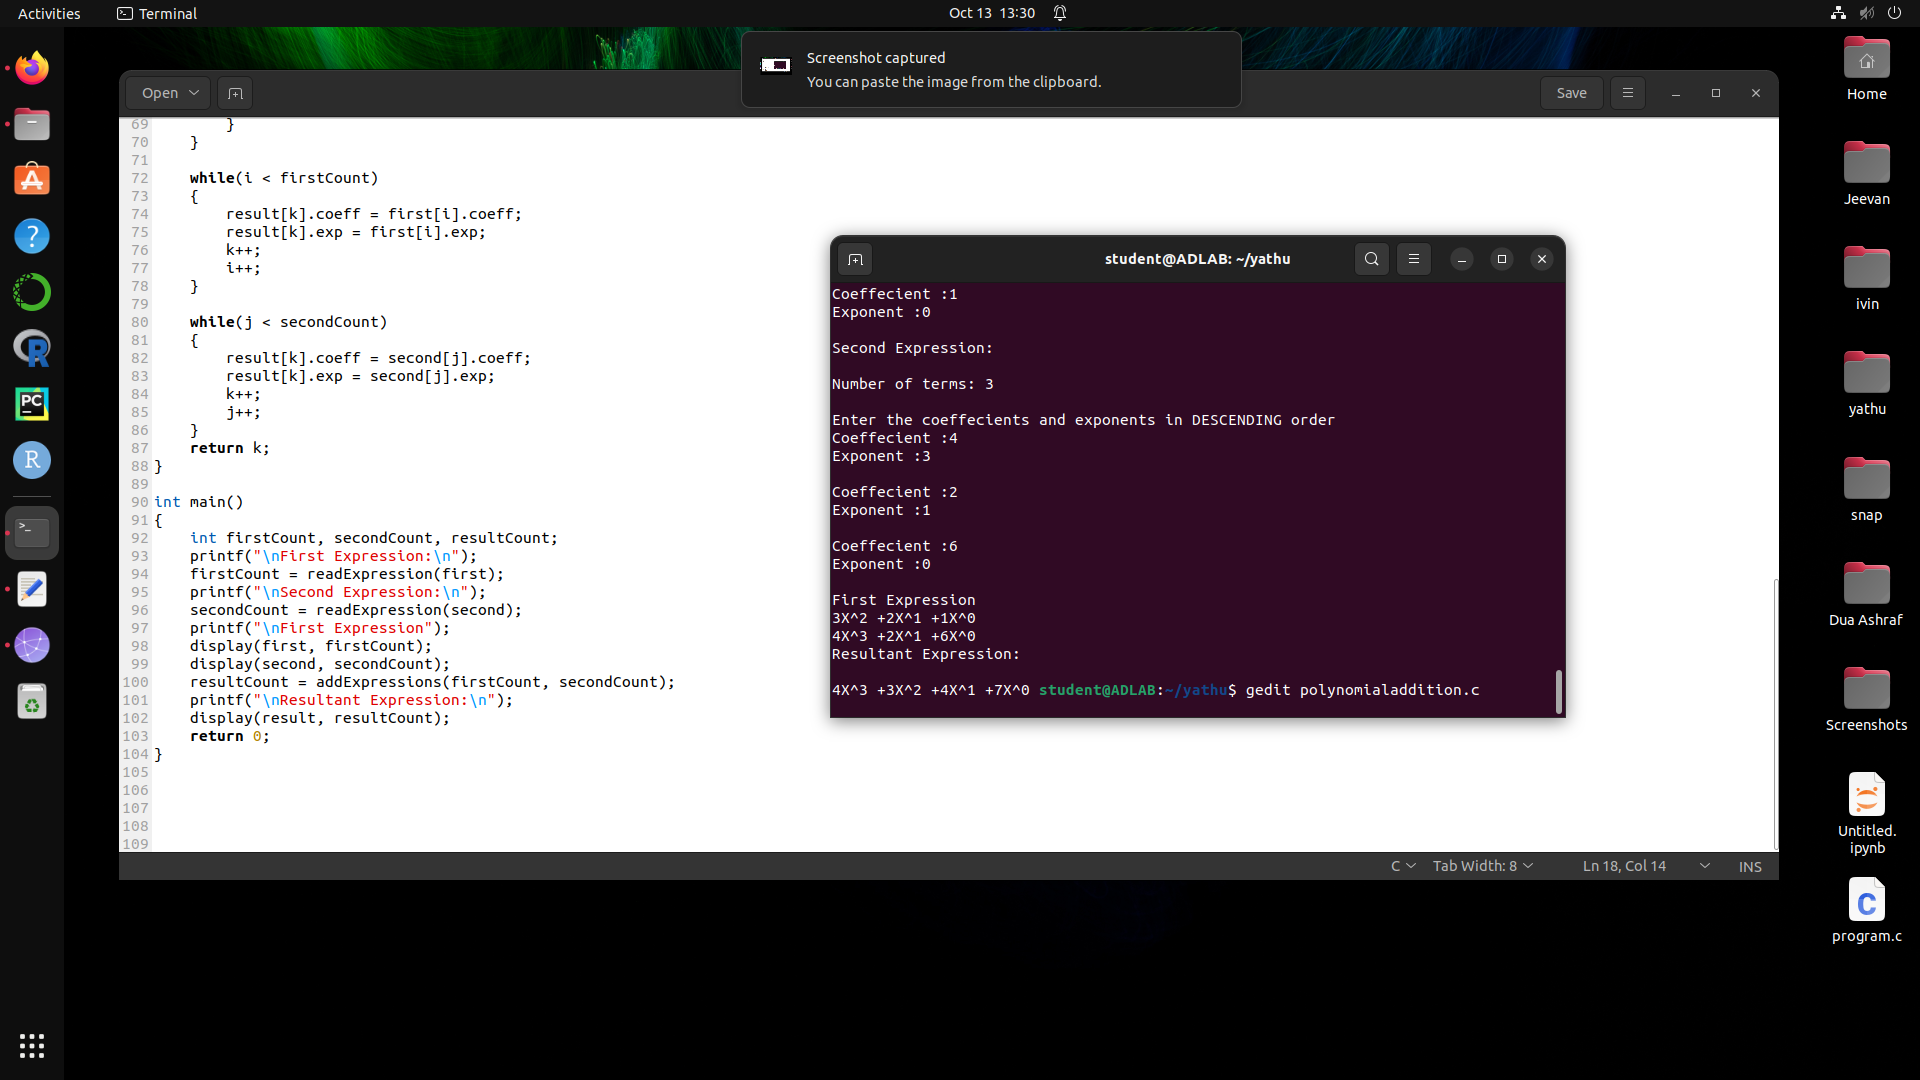 Activities
Terminal
Oct 13 13:30
Screenshot captured
You can paste the image from the clipboard.
Open
Save
69 }
70 }
71
72 while(i < firstCount)
73 {
74 result[k].coeff = first[i].coeff;
75 result[k].exp = first[i].exp;
76 k++;
77 i++;
78 }
79
80 while(j < secondCount)
81 {
82 result[k].coeff = second[j].coeff;
83 result[k].exp = second[j].exp;
84 k++;
85 j++;
86 }
87 return k;
88 }
89
90 int main()
91 {
92 int firstCount, secondCount, resultCount;
93 printf("\nFirst Expression:\n");
94 firstCount = readExpression(first);
95 printf("\nSecond Expression:\n");
96 secondCount = readExpression(second);
97 printf("\nFirst Expression");
98 display(first, firstCount);
99 display(second, secondCount);
100 resultCount = addExpressions(firstCount, secondCount);
101 printf("\nResultant Expression:\n");
102 display(result, resultCount);
103 return 0;
104 }
105
106
107
108
109
C
Tab Width: 8
Ln 18, Col 14
INS
student@ADLAB: ~/yathu
Coeffecient :1
Exponent :0
Second Expression:
Number of terms: 3
Enter the coeffecients and exponents in DESCENDING order
Coeffecient :4
Exponent :3
Coeffecient :2
Exponent :1
Coeffecient :6
Exponent :0
First Expression
3X^2 +2X^1 +1X^0
4X^3 +2X^1 +6X^0
Resultant Expression:
4X^3 +3X^2 +4X^1 +7X^0 student@ADLAB:~/yathu$ gedit polynomialaddition.c
Home
Jeevan
ivin
yathu
snap
Dua Ashraf
Screenshots
Untitled.
ipynb
C
program.c
PC
R
R
?
>_